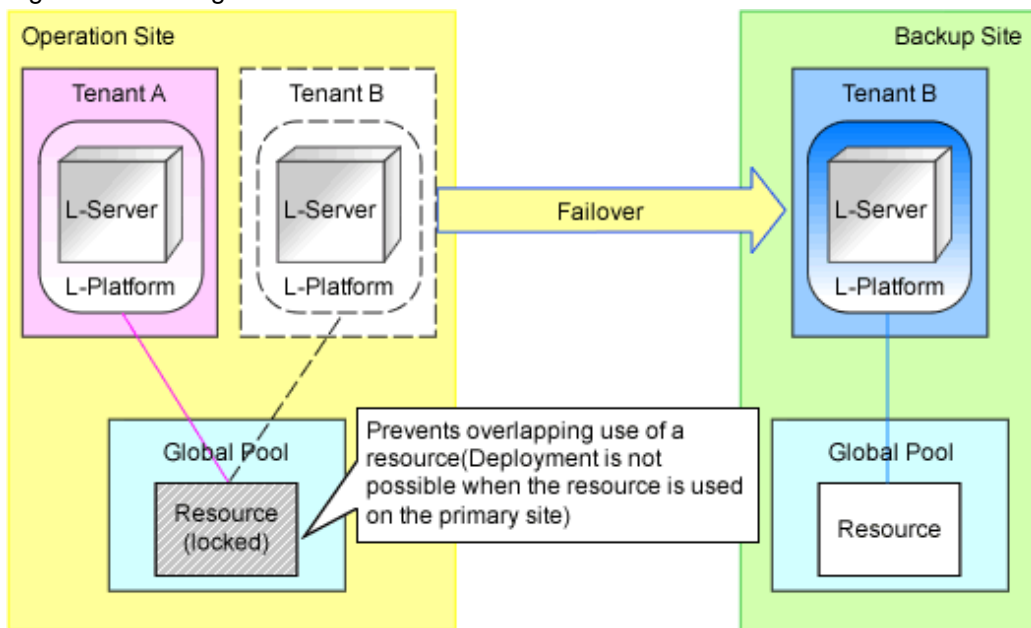 Operation Site
Backup Site
Tenant A
Tenant B
Tenant B
L-Server
L-Server
L-Server
Failover
L-Platform
L-Platform
L-Platform
Prevents overlapping use of a
resource(Deployment is not
possible when the resource is used
on the primary site)
Global Pool
Global Pool
Resource
(locked)
Resource